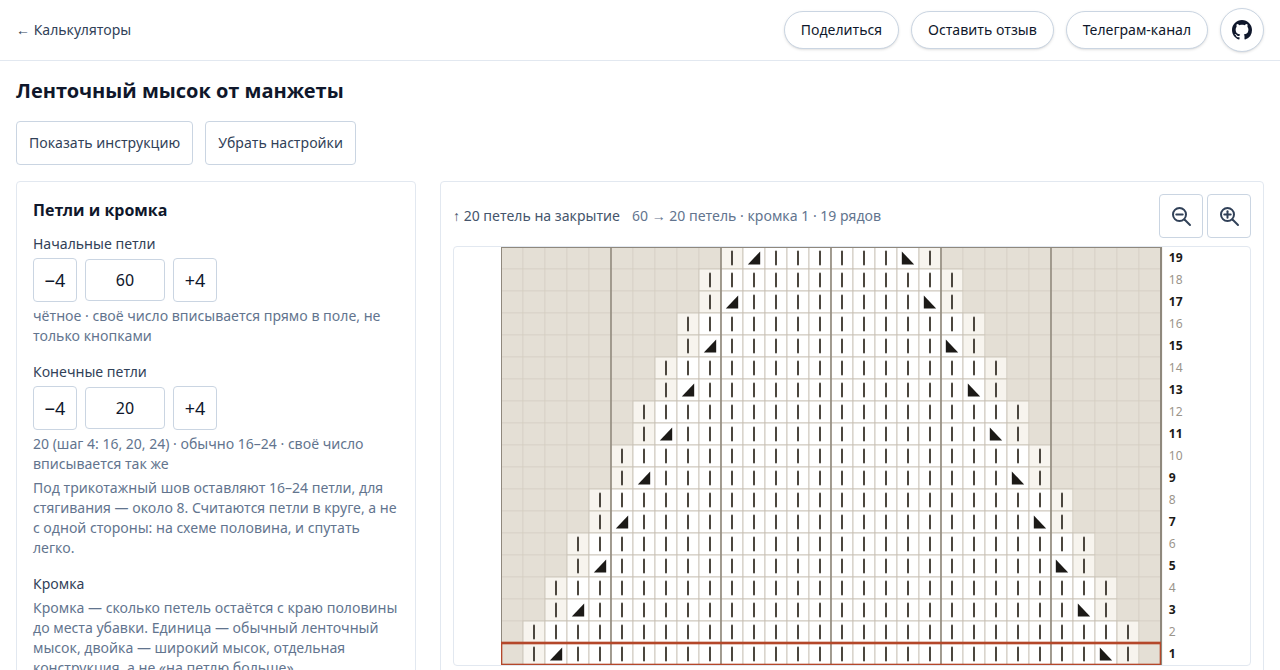 ← Калькуляторы
Поделиться
Оставить отзыв
Телеграм-канал
Ленточный мысок от манжеты
Показать инструкцию
Убрать настройки
Петли и кромка
Начальные петли
−4
60
+4
чётное · своё число вписывается прямо в поле, не
только кнопками
Конечные петли
−4
20
+4
20 (шаг 4: 16, 20, 24) · обычно 16–24 · своё число
вписывается так же
Под трикотажный шов оставляют 16–24 петли, для
стягивания — около 8. Считаются петли в круге, а не
с одной стороны: на схеме половина, и спутать
легко.
Кромка
Кромка — сколько петель остаётся с краю половины
до места убавки. Единица — обычный ленточный
мысок, двойка — широкий мысок, отдельная
конструкция, а не «на петлю больше».
↑ 20 петель на закрытие
60 → 20 петель · кромка 1 · 19 рядов
19
18
17
16
15
14
13
12
11
10
9
8
7
6
5
4
3
2
1